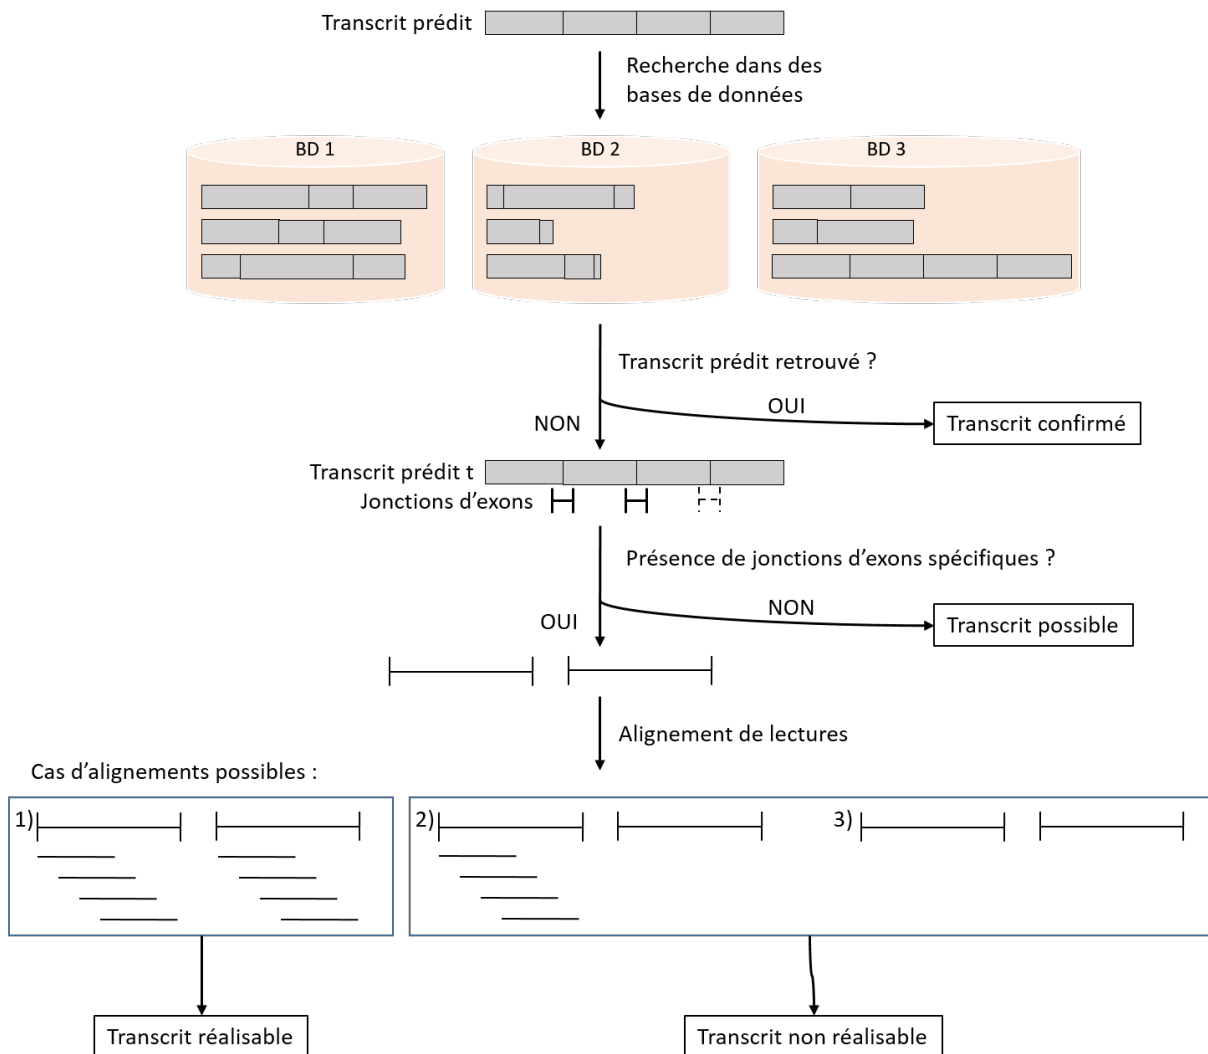 Transcrit prédit
Recherche dans des
bases de données
BD 1
BD 2
BD 3
Transcrit prédit retrouvé ?
OUI
NON
Transcrit confirmé
Transcrit prédit t
Jonctions d'exons
Présence de jonctions d'exons spécifiques ?
NON
OUI
Transcrit possible
Alignement de lectures
Cas d'alignements possibles :
1)
2)
3)
Transcrit réalisable
Transcrit non réalisable